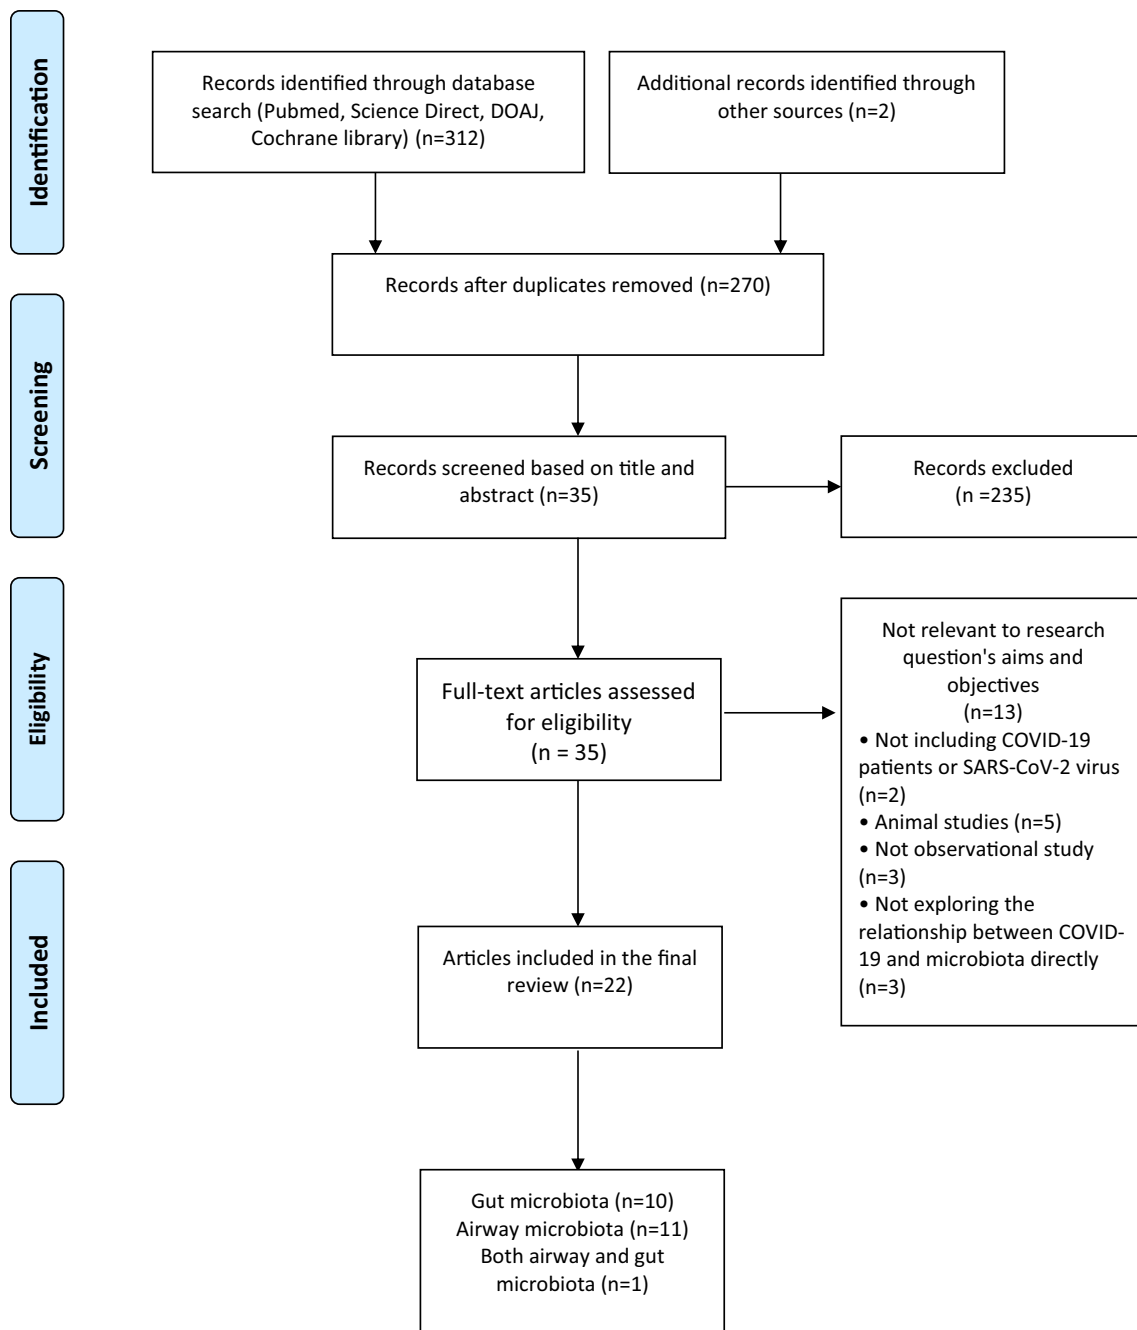 Identification
Records identified through database
search (Pubmed, Science Direct, DOAJ,
Cochrane library) (n=312)
Additional records identified through
other sources (n=2)
Records after duplicates removed (n=270)
Screening
Records screened based on title and
abstract (n=35)
Records excluded
(n =235)
Eligibility
Full-text articles assessed
for eligibility
(n = 35)
Not relevant to research
question's aims and
objectives
(n=13)
• Not including COVID-19
patients or SARS-CoV-2 virus
(n=2)
• Animal studies (n=5)
• Not observational study
(n=3)
• Not exploring the
relationship between COVID-
19 and microbiota directly
(n=3)
Included
Articles included in the final
review (n=22)
Gut microbiota (n=10)
Airway microbiota (n=11)
Both airway and gut
microbiota (n=1)